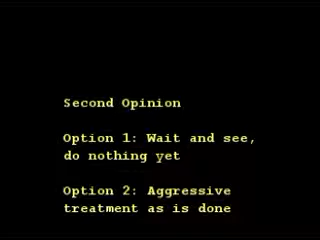 Second Opinion
Option 1: Wait and see,
do nothing yet
Option 2: Aggressive
treatment as is done